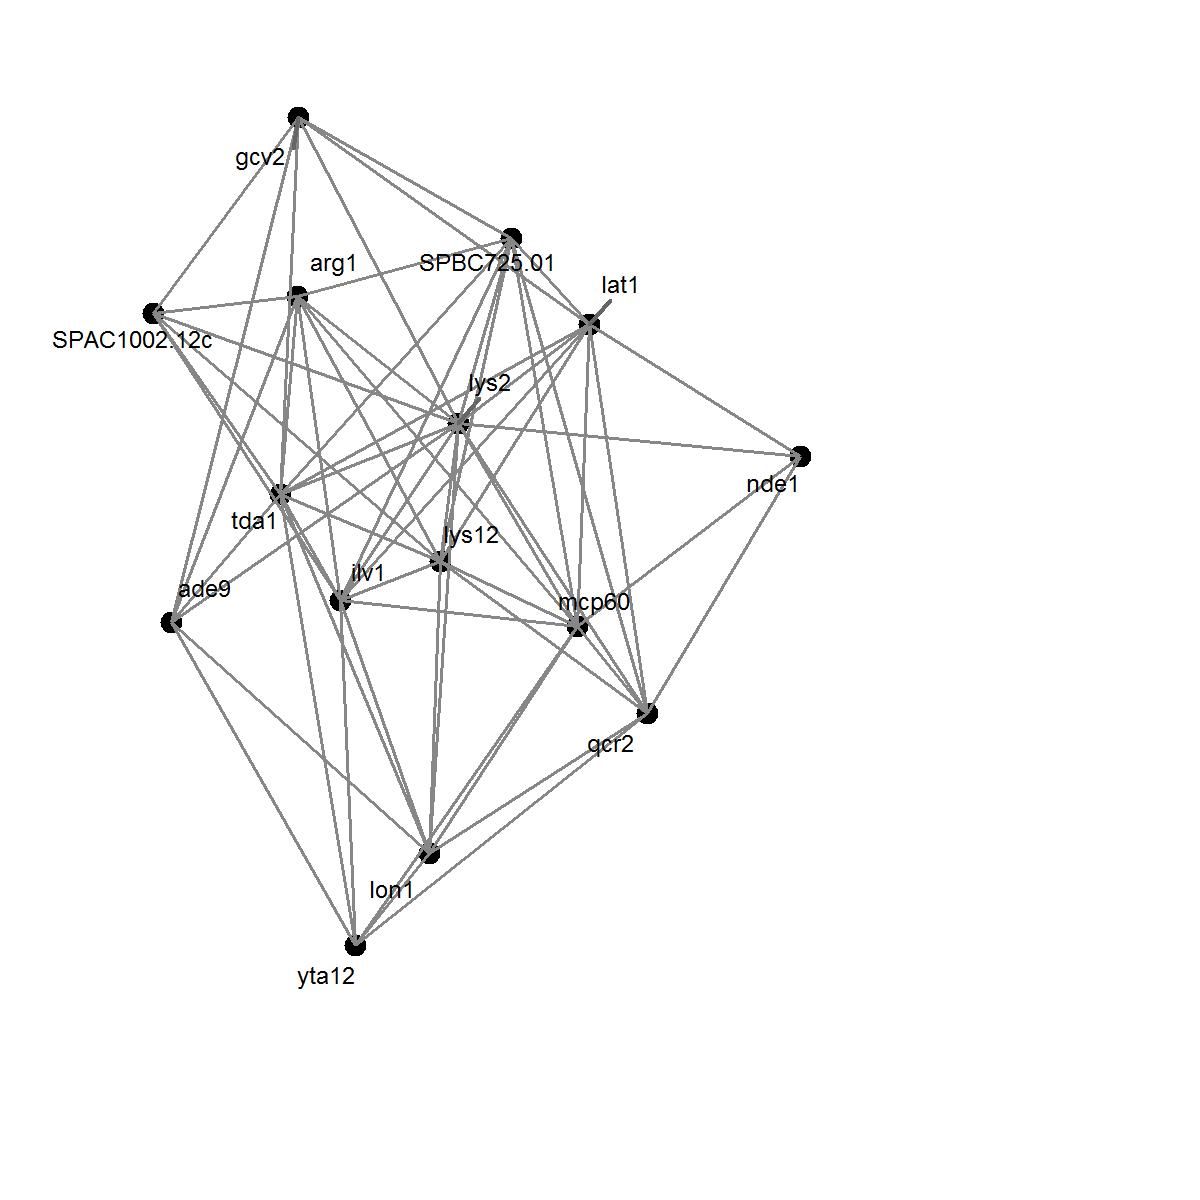 gcv2
arg1
SPBC725.01
lat1
SPAC1002.12c
lys2
nde1
tda1
lys12
ilv1
ade9
mcp60
qcr2
lon1
yta12